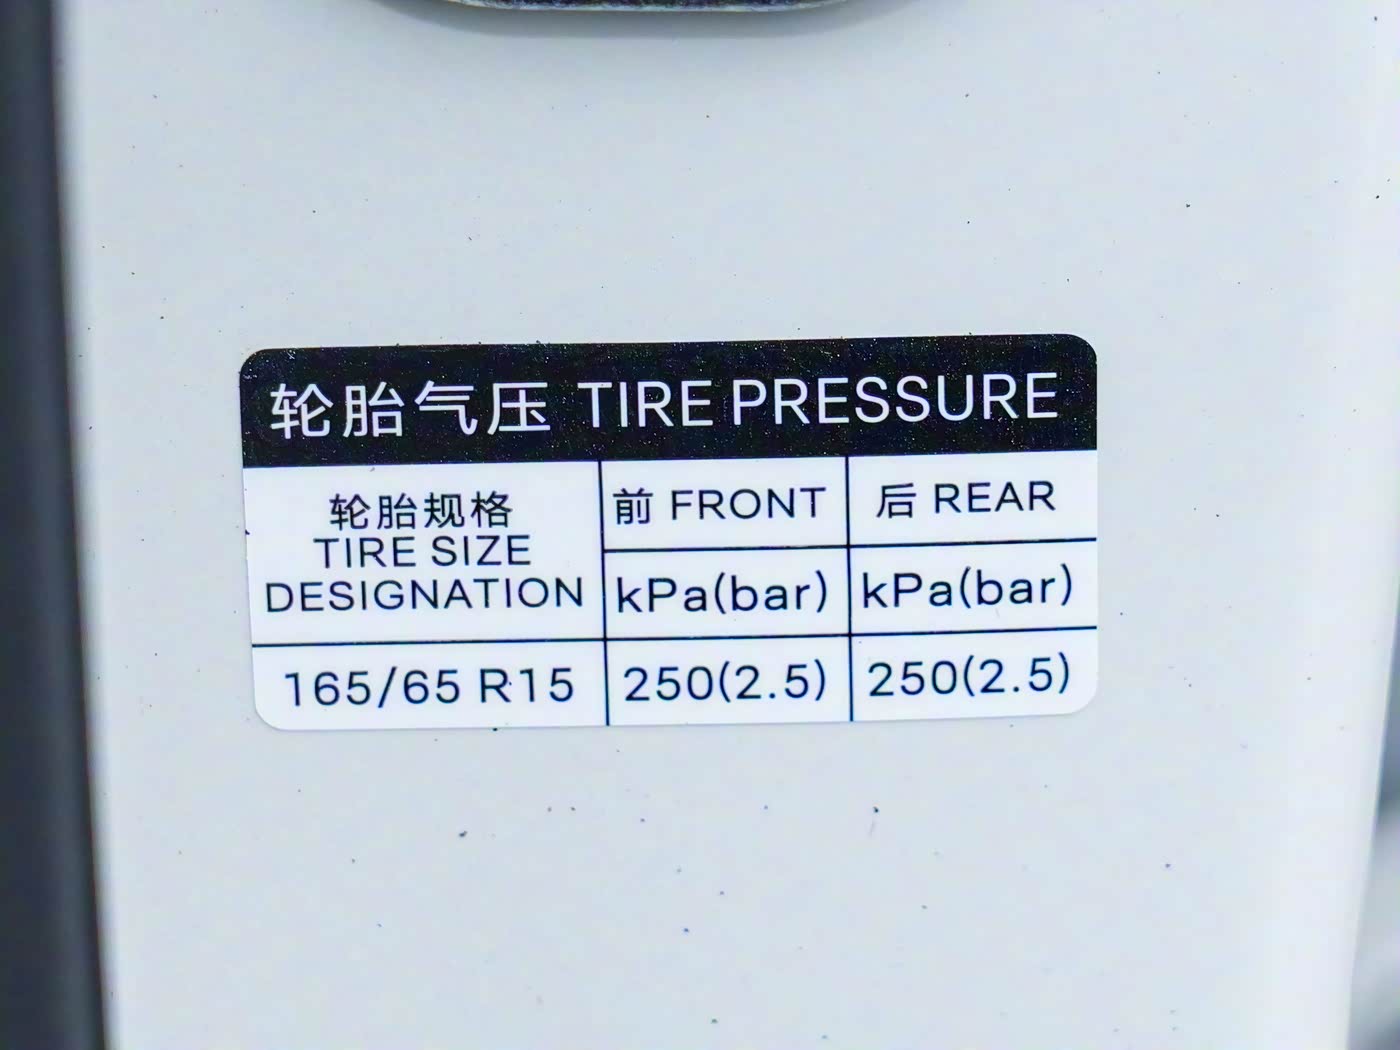 轮胎气压 TIRE PRESSURE
轮胎规格
TIRE SIZE
DESIGNATION
前 FRONT
后 REAR
kPa(bar)
kPa(bar)
165/65 R15
250(2.5)
250(2.5)